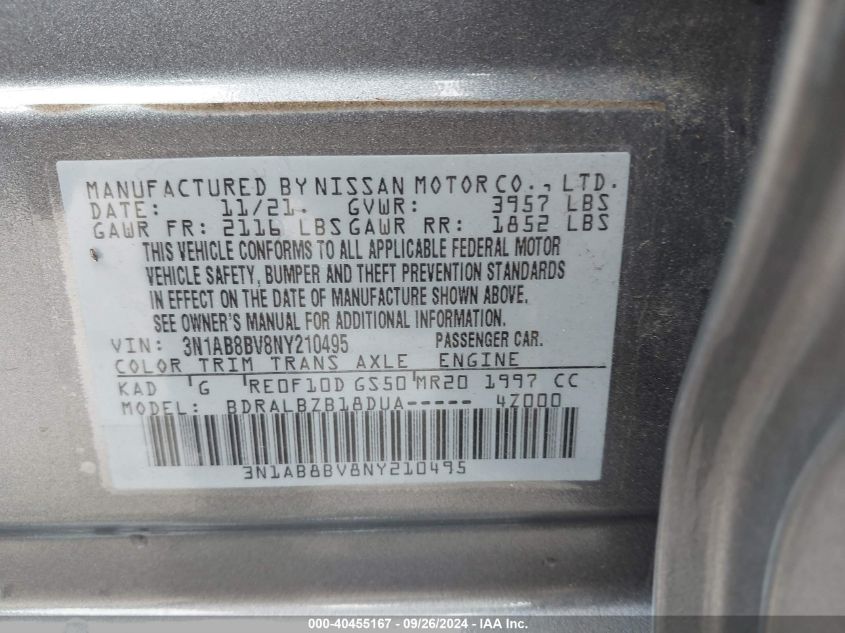 MANUFACTURED BY NISSAN MOTOR CO., LTD.
DATE: 11/21. GVWR: 3957 LBS
GAWR FR: 2116 LBS GAWR RR: 1852 LBS
THIS VEHICLE CONFORMS TO ALL APPLICABLE FEDERAL MOTOR
VEHICLE SAFETY, BUMPER AND THEFT PREVENTION STANDARDS
IN EFFECT ON THE DATE OF MANUFACTURE SHOWN ABOVE.
SEE OWNER'S MANUAL FOR ADDITIONAL INFORMATION.
VIN: 3N1AB8BV8NY210495 PASSENGER CAR.
COLOR TRIM TRANS AXLE ENGINE
KAD G RE0F10D GS50 MR20 1997 CC
MODEL: BDRALBZB18DUA----- 4Z000
3N1AB8BV8NY210495
000-40455167 - 09/26/2024 - IAA Inc.